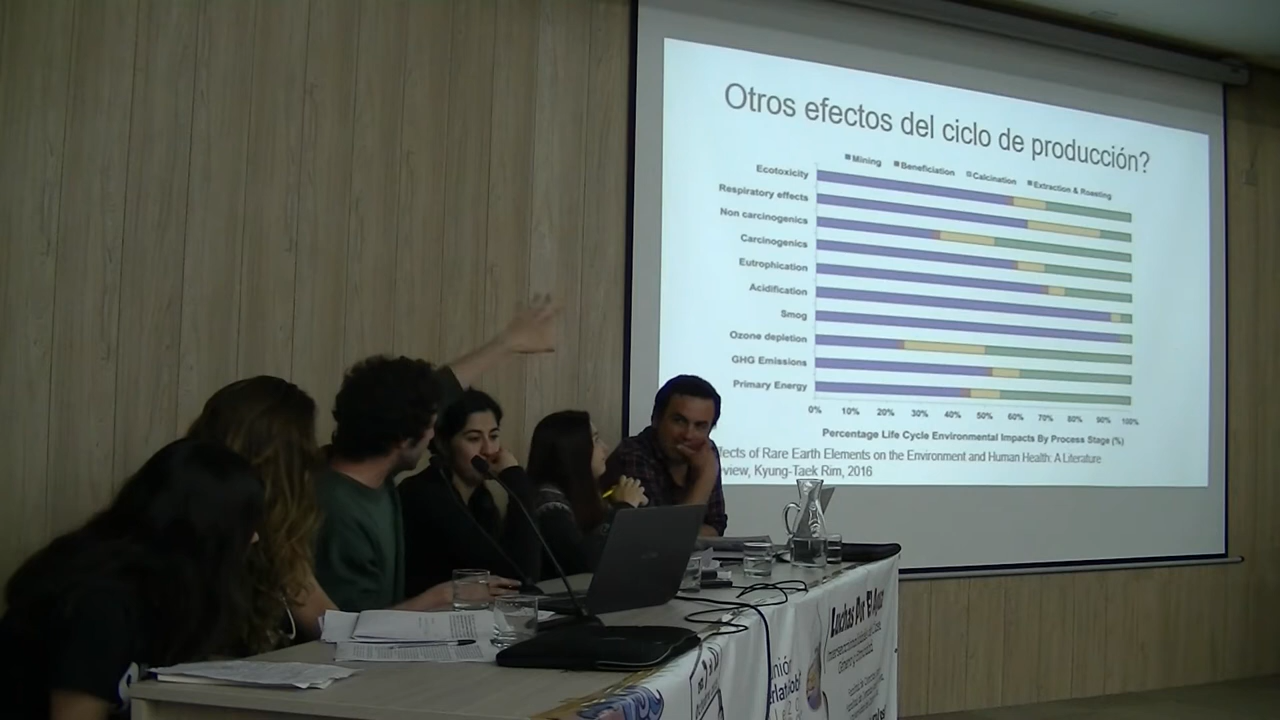 Otros efectos del ciclo de producción?
Mining Beneficiation Calcination Extraction & Roasting
Ecotoxicity
Respiratory effects
Non carcinogenics
Carcinogenics
Eutrophication
Acidification
Smog
Ozone depletion
GHG Emissions
Primary Energy
0% 10% 20% 30% 40% 50% 60% 70% 80% 90% 100%
Percentage Life Cycle Environmental Impacts By Process Stage (%)
fects of Rare Earth Elements on the Environment and Human Health: A Literature
view, Kyung-Taek Rim, 2016
Luchas Por El Agua